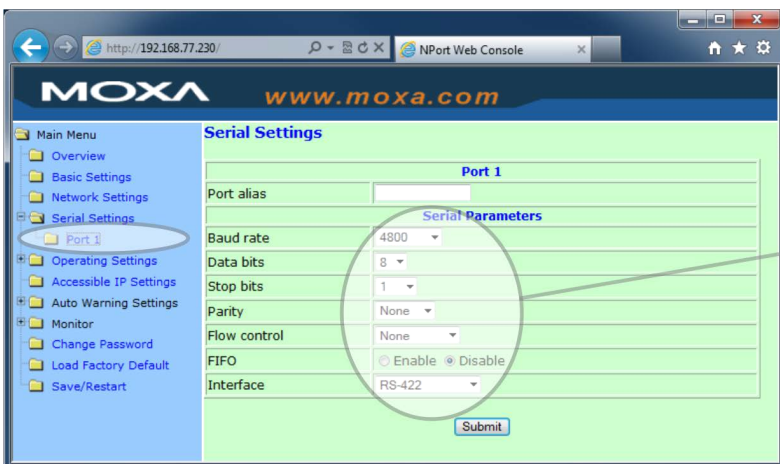 http://192.168.77.230/
NPort Web Console
MOXA www.moxa.com
Main Menu
Overview
Basic Settings
Network Settings
Serial Settings
Port 1
Operating Settings
Accessible IP Settings
Auto Warning Settings
Monitor
Change Password
Load Factory Default
Save/Restart
Serial Settings
Port 1
Port alias
Serial Parameters
Baud rate 4800
Data bits 8
Stop bits 1
Parity None
Flow control None
FIFO Enable Disable
Interface RS-422
Submit